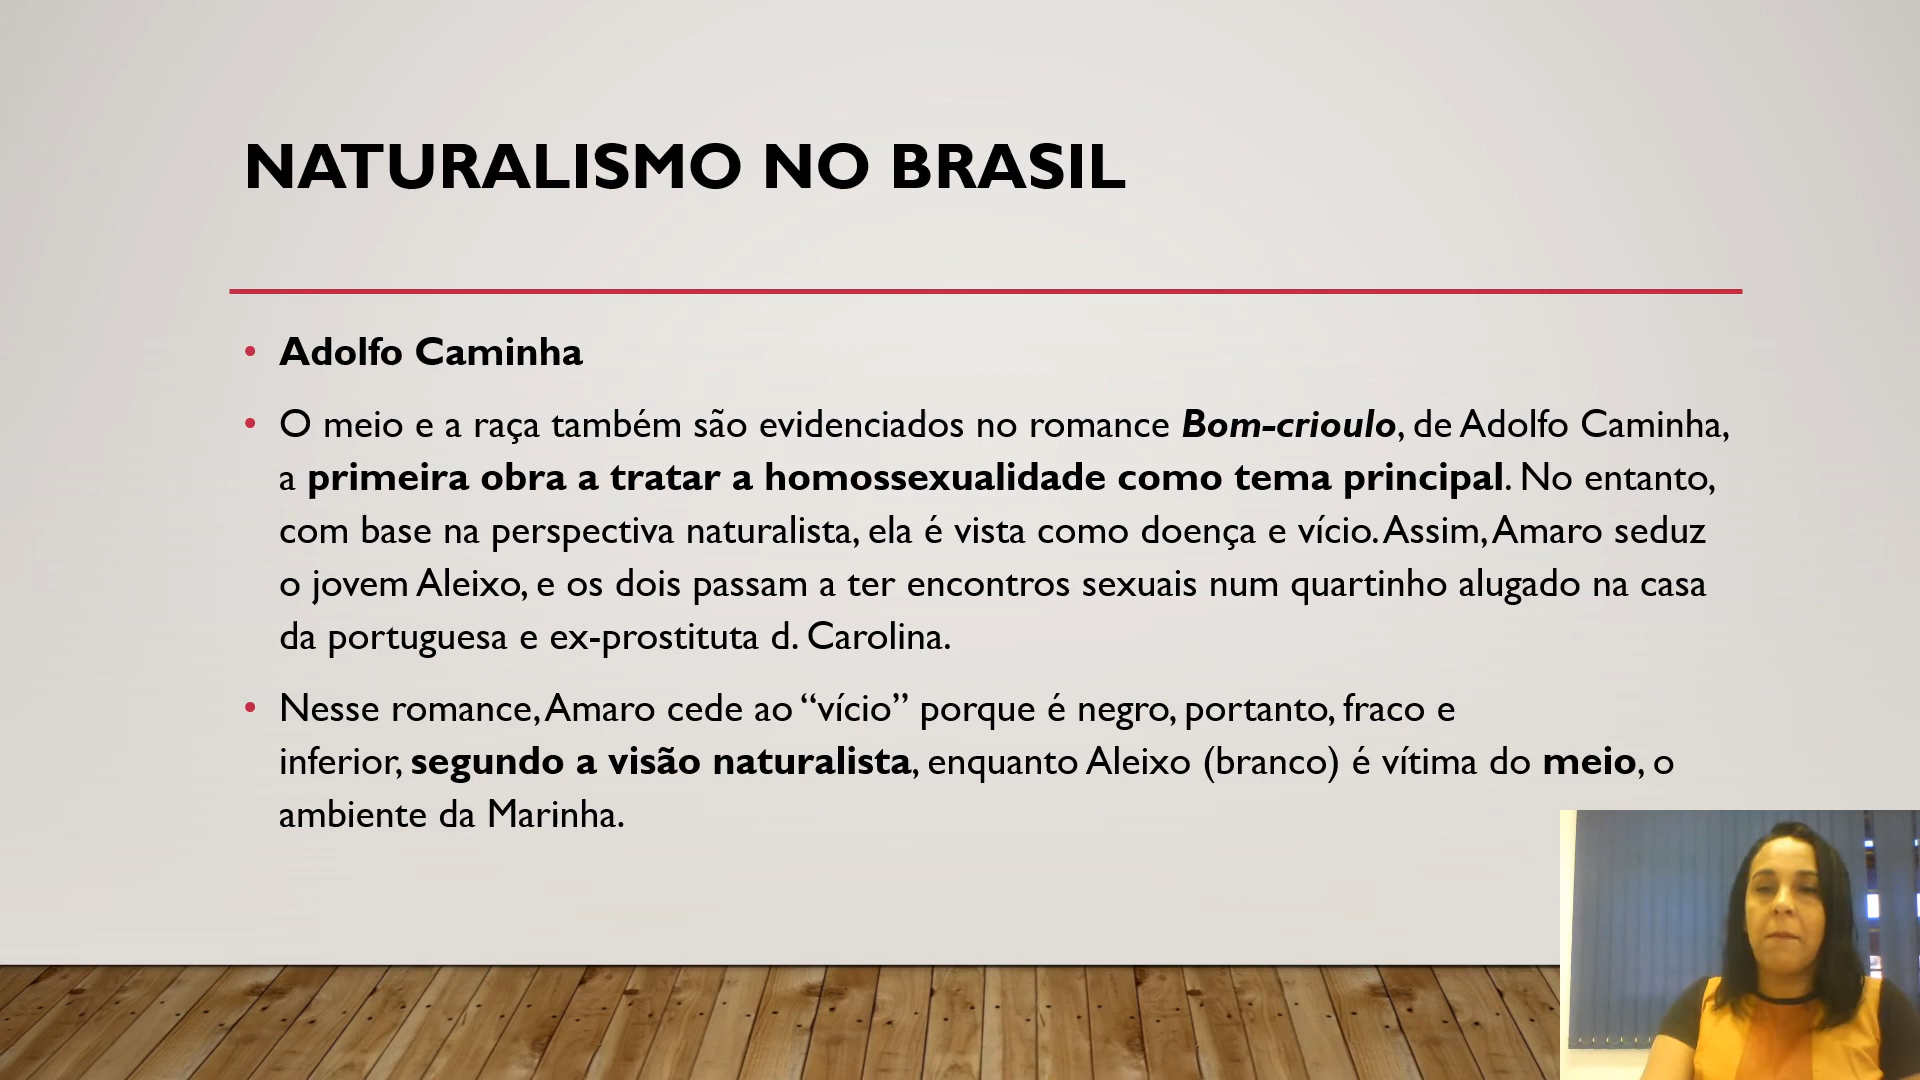 NATURALISMO NO BRASIL
• Adolfo Caminha
• O meio e a raça também são evidenciados no romance Bom-crioulo, de Adolfo Caminha,
a primeira obra a tratar a homossexualidade como tema principal. No entanto,
com base na perspectiva naturalista, ela é vista como doença e vício. Assim, Amaro seduz
o jovem Aleixo, e os dois passam a ter encontros sexuais num quartinho alugado na casa
da portuguesa e ex-prostituta d. Carolina.
• Nesse romance, Amaro cede ao “vício” porque é negro, portanto, fraco e
inferior, segundo a visão naturalista, enquanto Aleixo (branco) é vítima do meio, o
ambiente da Marinha.